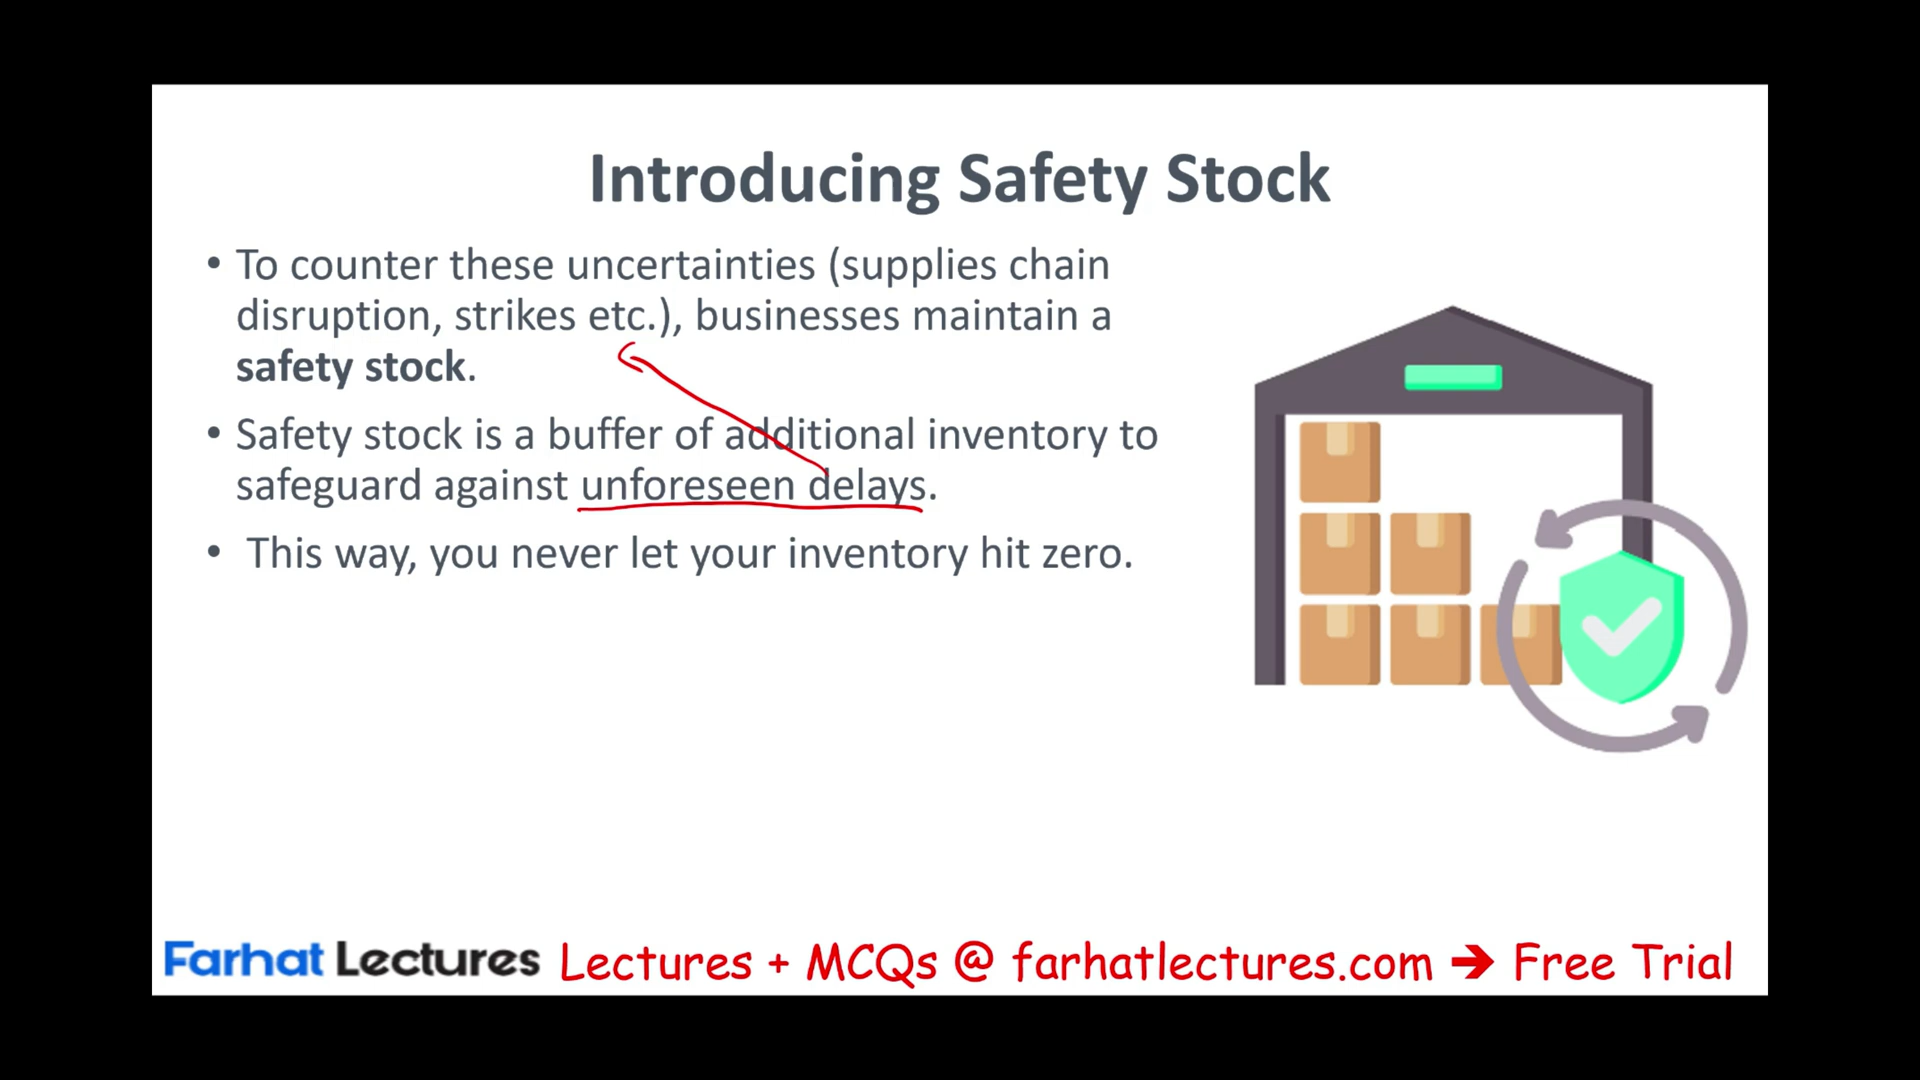 Introducing Safety Stock
• To counter these uncertainties (supplies chain
disruption, strikes etc.), businesses maintain a
safety stock.
• Safety stock is a buffer of additional inventory to
safeguard against unforeseen delays.
• This way, you never let your inventory hit zero.
Farhat Lectures Lectures + MCQs @ farhatlectures.com → Free Trial